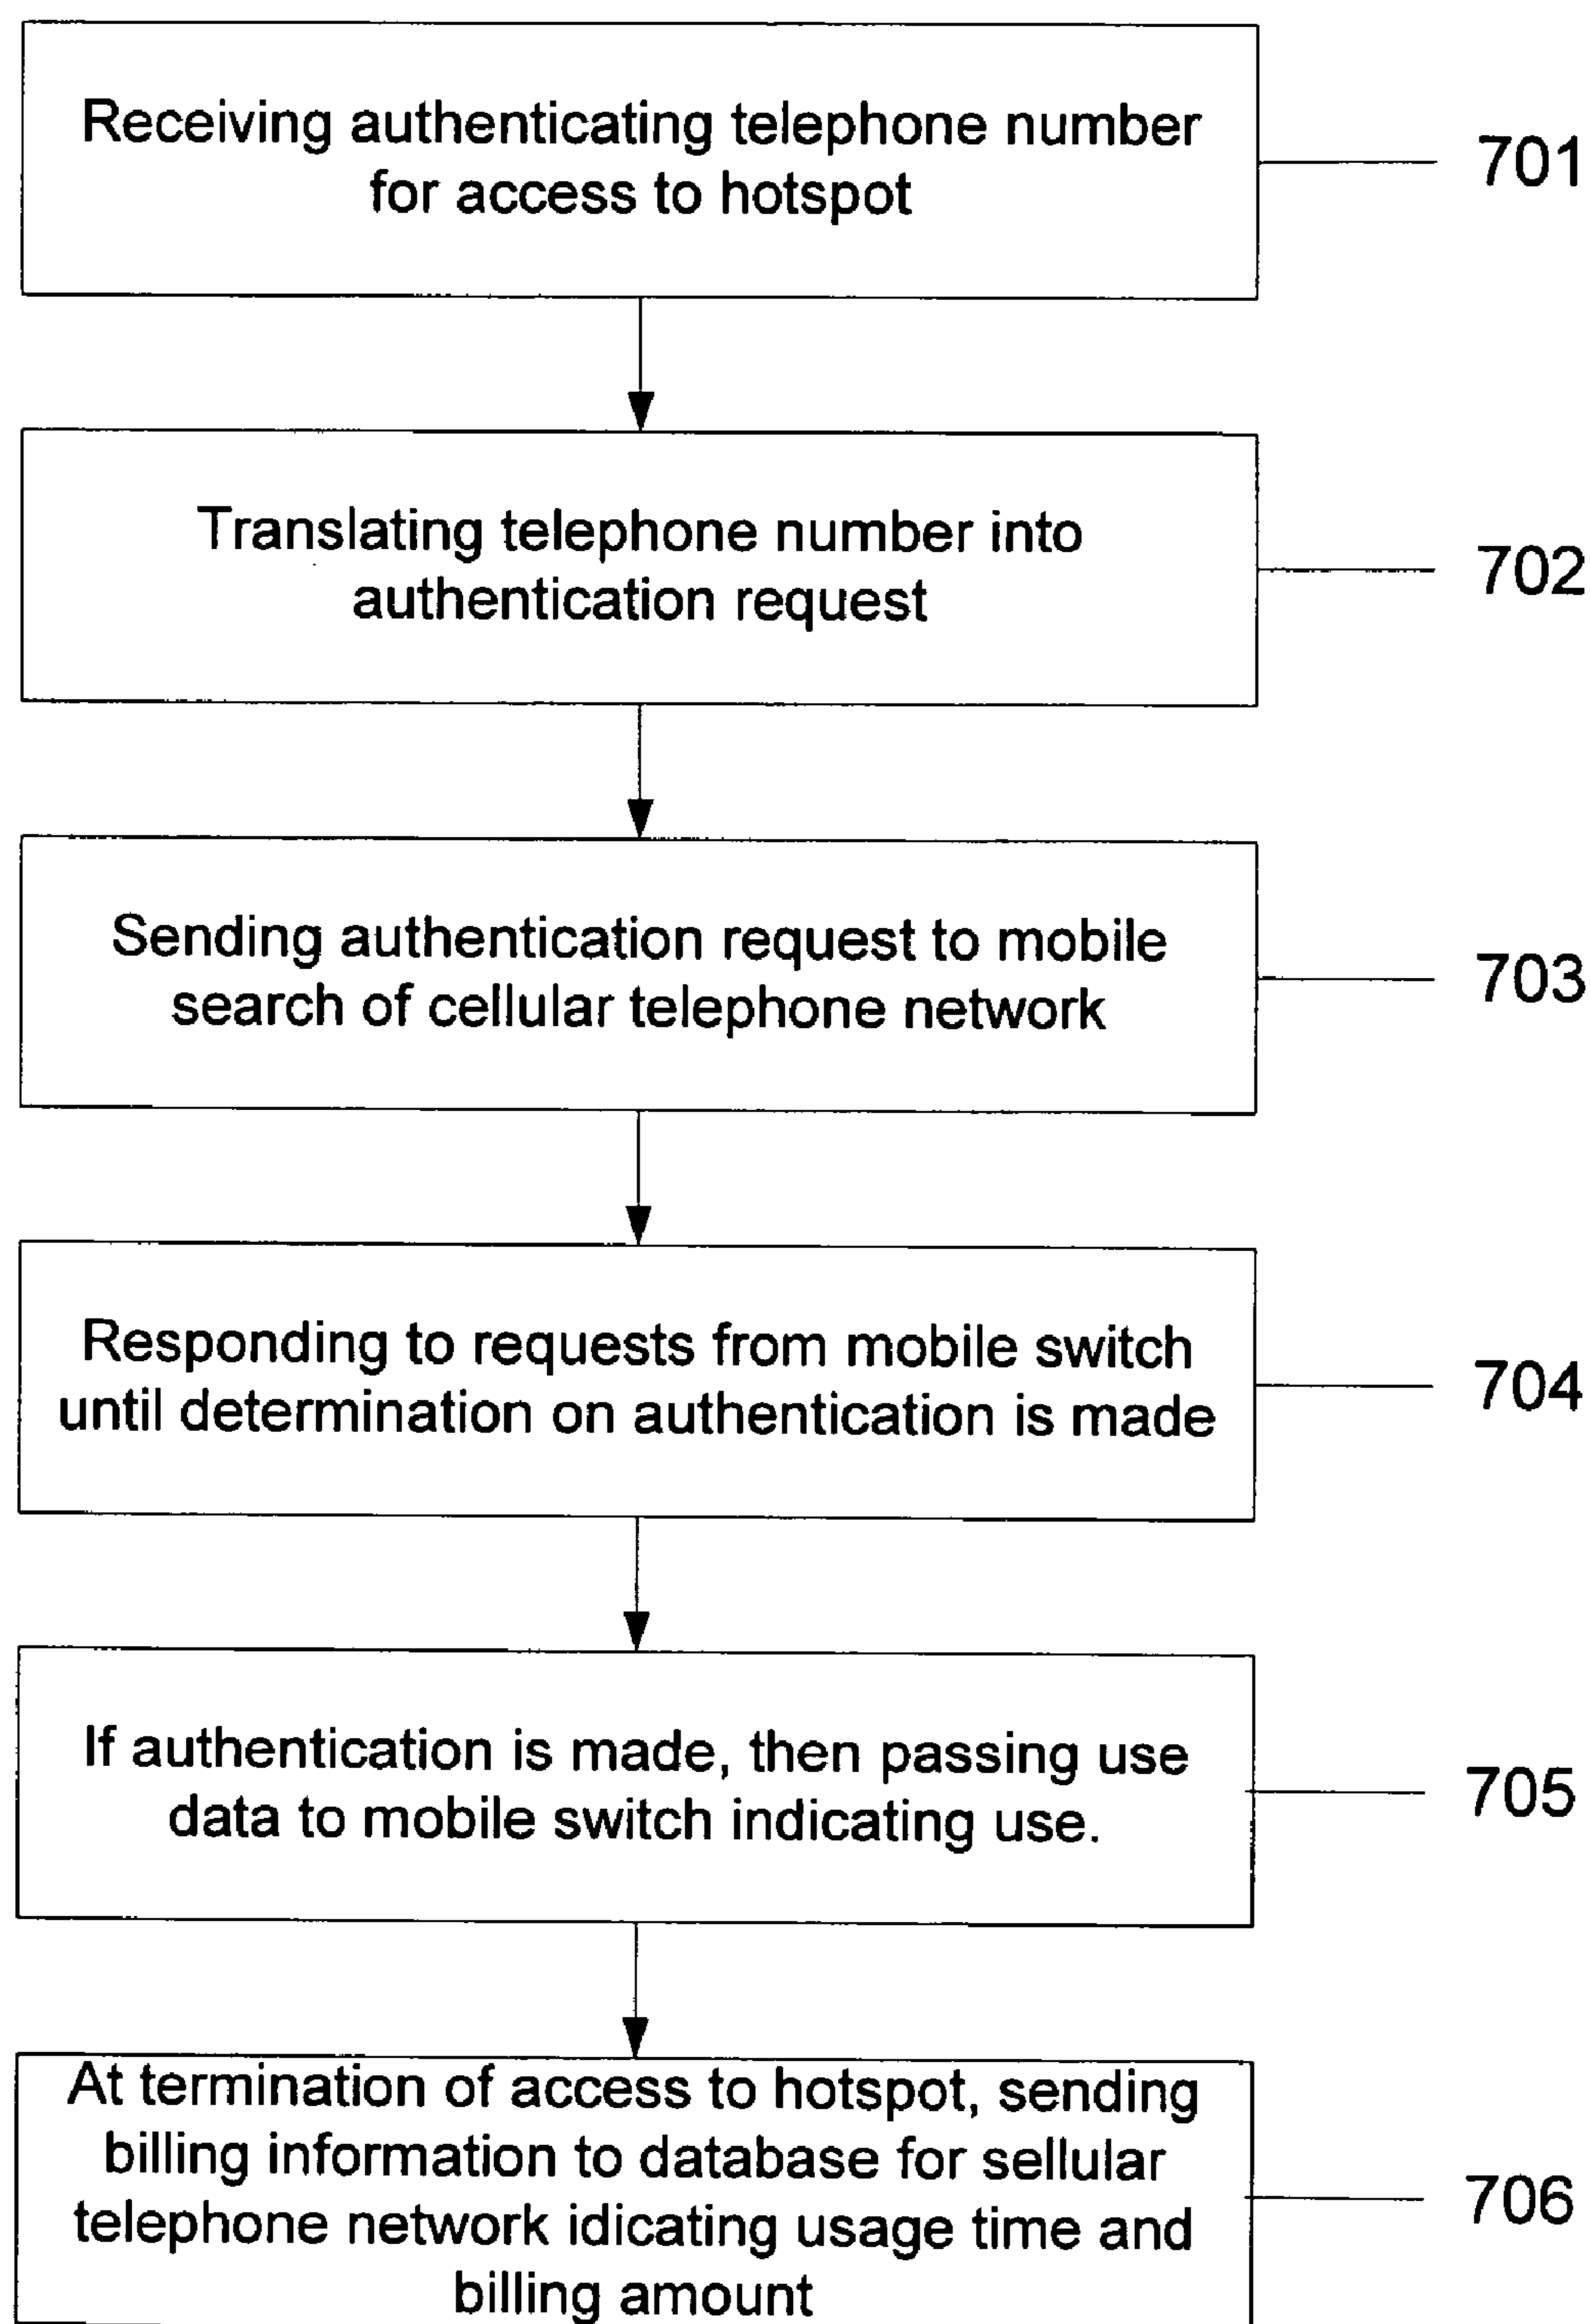 Receiving authenticating telephone number
for access to hotspot
701
Translating telephone number into
authentication request
702
Sending authentication request to mobile
search of cellular telephone network
703
Responding to requests from mobile switch
until determination on authentication is made
704
If authentication is made, then passing use
data to mobile switch indicating use.
705
At termination of access to hotspot, sending
billing information to database for sellular
telephone network idicating usage time and
billing amount
706